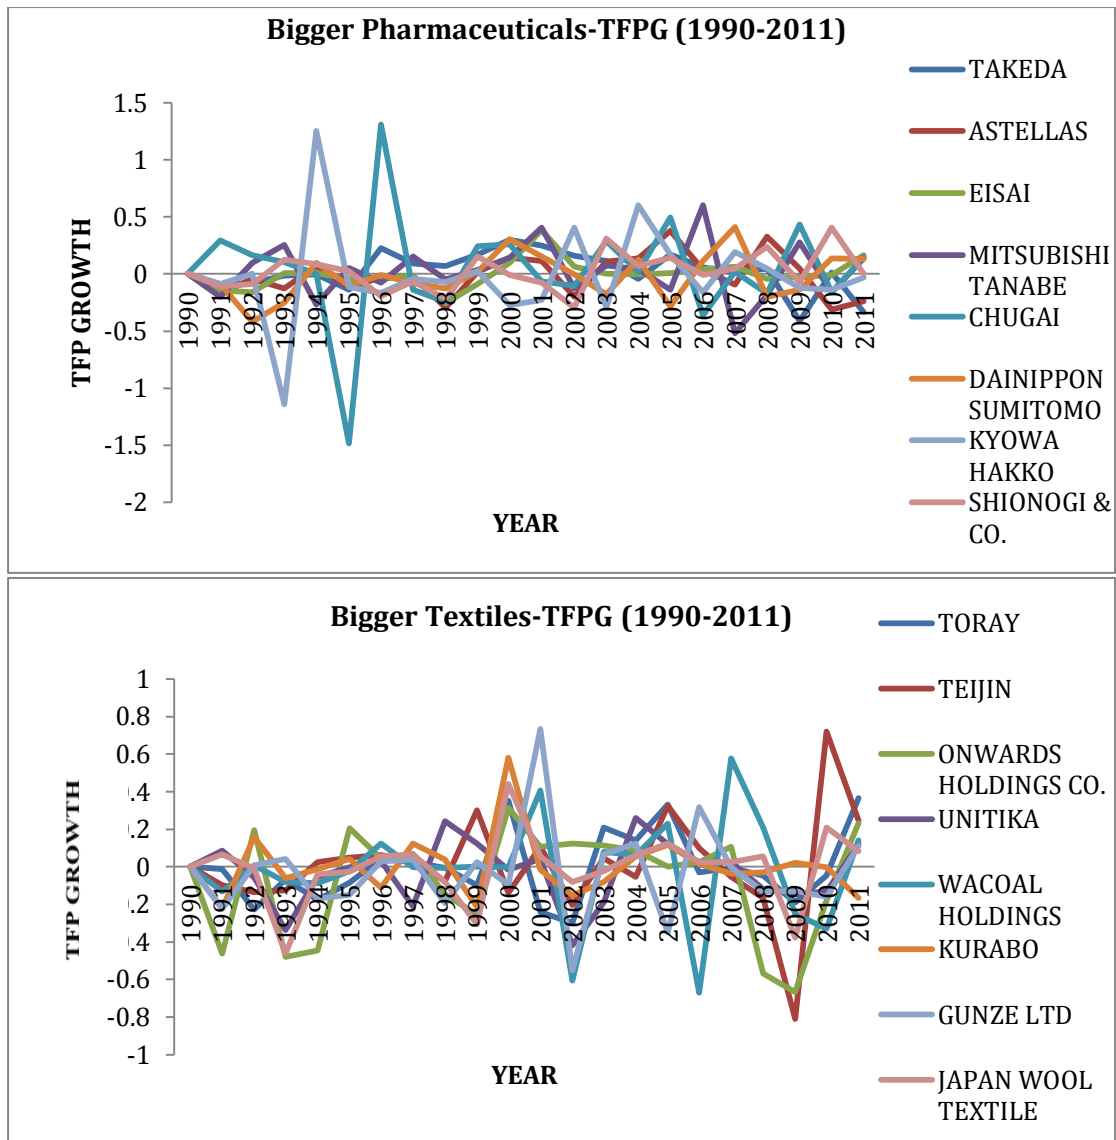 Bigger Pharmaceuticals-TFPG (1990-2011)
TFP GROWTH
1.5
1
0.5
0
-0.5
-1
-1.5
-2
1990
1991
1992
1993
1994
1995
1996
1997
1998
1999
2000
2001
2002
2003
2004
2005
2006
2007
2008
2009
2010
2011
YEAR
TAKEDA
ASTELLAS
EISAI
MITSUBISHI
TANABE
CHUGAI
DAINIPPON
SUMITOMO
KYOWA
HAKKO
SHIONOGI &
CO.
Bigger Textiles-TFPG (1990-2011)
TFP GROWTH
1
0.8
0.6
.4
.2
0
.2
.4
-0.6
-0.8
-1
1990
1991
1992
1993
1994
1995
1996
1997
1998
1999
2000
2001
2002
2003
2004
2005
2006
2007
2008
2009
2010
2011
YEAR
TORAY
TEIJIN
ONWARDS
HOLDINGS CO.
UNITIKA
WACOAL
HOLDINGS
KURABO
GUNZE LTD
JAPAN WOOL
TEXTILE